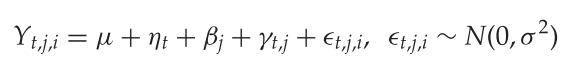 Y_{t,j,i} = μ + η_t + β_j + γ_{t,j} + ϵ_{t,j,i},  ϵ_{t,j,i} ∼ N(0, σ²)